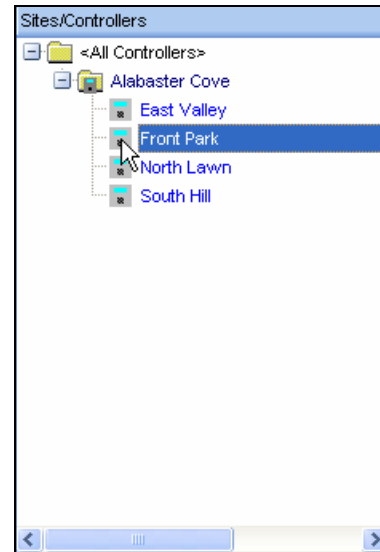 Sites/Controllers
<All Controllers>
Alabaster Cove
East Valley
Front Park
North Lawn
South Hill